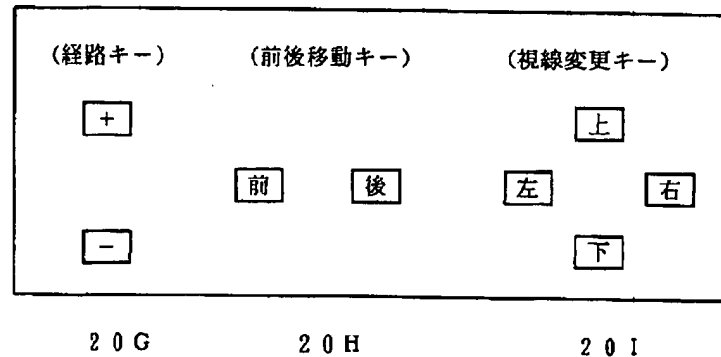 (経路キー) (前後移動キー) (視線変更キー)
+ 上
前 後 左 右
− 下
20G 20H 20I